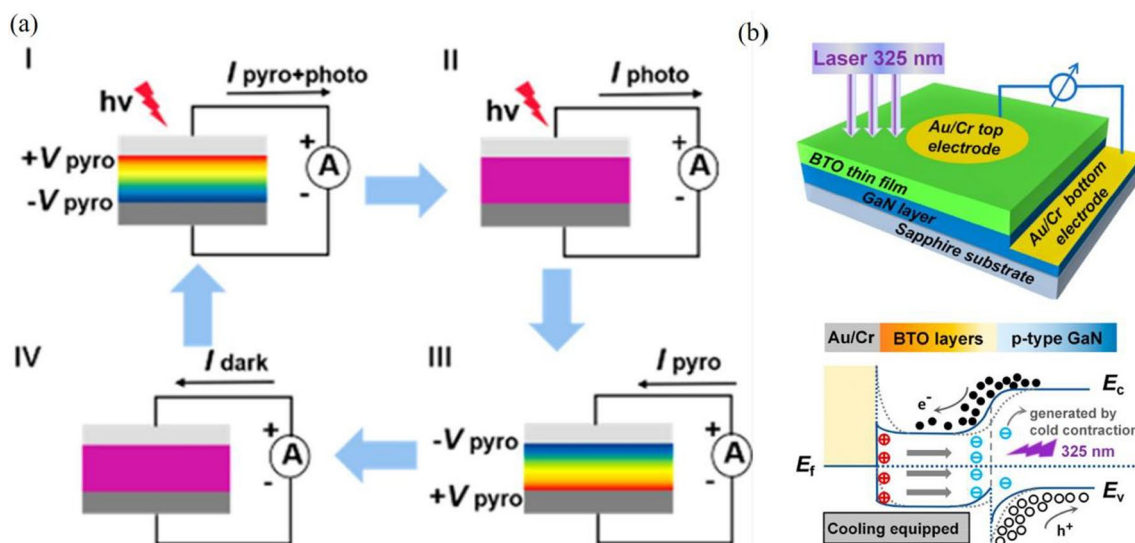 (a)
I
I pyro+photo
hν
+V pyro
-V pyro
+
A
-
II
I photo
hν
+
A
-
IV
I dark
+
A
-
III
I pyro
-V pyro
+V pyro
+
A
-
(b)
Laser 325 nm
Au/Cr top
electrode
BTO thin film
GaN layer
Sapphire substrate
Au/Cr bottom
electrode
Au/Cr BTO layers p-type GaN
e-
Ec
generated by
cold contraction
325 nm
Ef
Ev
h+
Cooling equipped